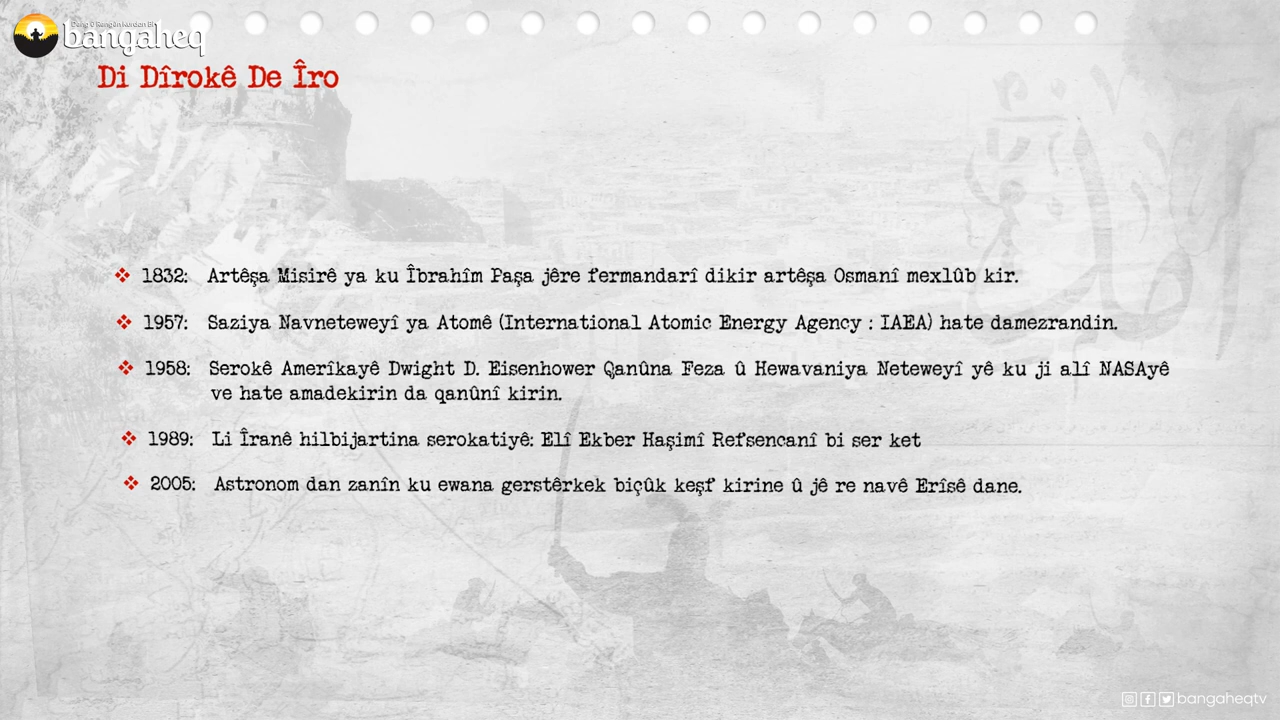 Deng Û Rengên Kurdan Bî
bangaheq
Di Dîrokê De Îro
1832: Artêşa Misirê ya ku Îbrahîm Paşa jêre fermandarî dikir artêşa Osmanî mexlûb kir.
1957: Saziya Navneteweyî ya Atomê (International Atomic Energy Agency : IAEA) hate damezrandin.
1958: Serokê Amerîkayê Dwight D. Eisenhower Qanûna Feza û Hewavaniya Neteweyî yê ku ji alî NASAyê
ve hate amadekirin da qanûnî kirin.
1989: Li Îranê hilbijartina serokatiyê: Elî Ekber Haşimî Refsencanî bi ser ket
2005: Astronom dan zanîn ku ewana gerstêrkek biçûk keşf kirine û jê re navê Erîsê dane.
bangaheqtv